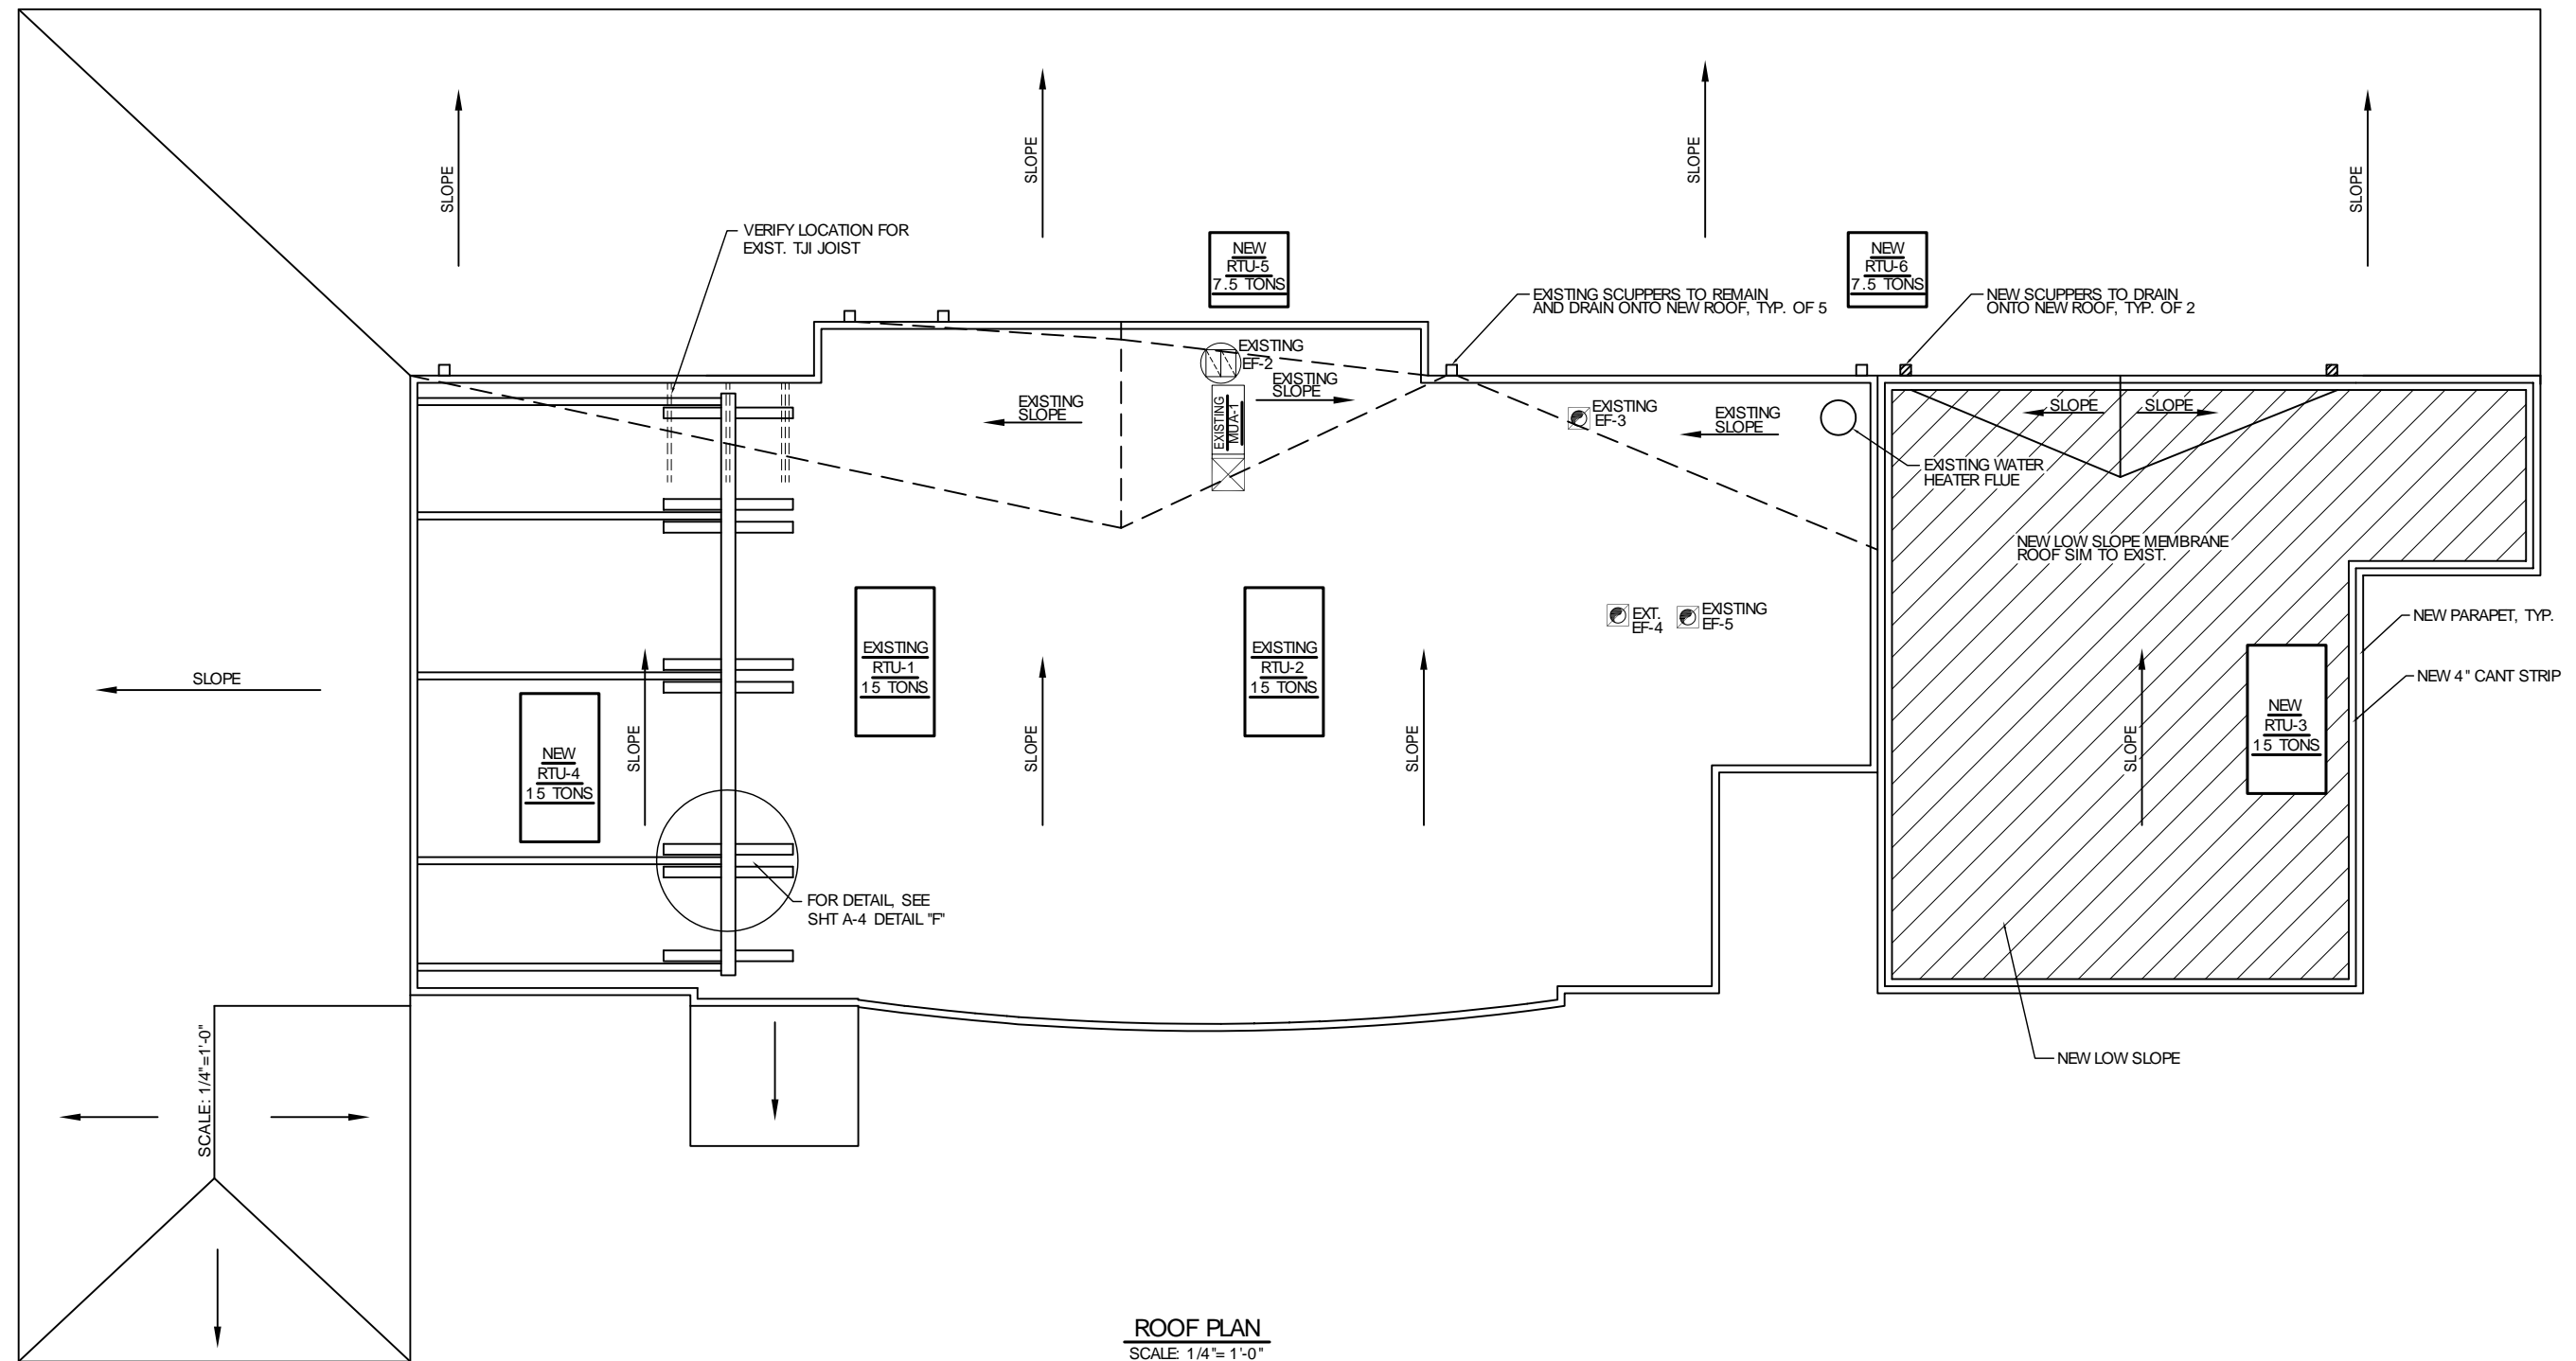 SLOPE
SLOPE
SLOPE
SLOPE
VERIFY LOCATION FOR
EXIST. TJI JOIST
NEW
RTU-5
7.5 TONS
NEW
RTU-6
7.5 TONS
EXISTING SCUPPERS TO REMAIN
AND DRAIN ONTO NEW ROOF, TYP. OF 5
NEW SCUPPERS TO DRAIN
ONTO NEW ROOF, TYP. OF 2
EXISTING
EF-2
EXISTING
SLOPE
EXISTING
SLOPE
EXISTING
MUA-1
EXISTING
EF-3
EXISTING
SLOPE
SLOPE
SLOPE
EXISTING WATER
HEATER FLUE
NEW LOW SLOPE MEMBRANE
ROOF SIM TO EXIST.
EXT.
EF-4
EXISTING
EF-5
NEW PARAPET, TYP.
NEW 4" CANT STRIP
SLOPE
EXISTING
RTU-1
15 TONS
EXISTING
RTU-2
15 TONS
NEW
RTU-4
15 TONS
SLOPE
SLOPE
SLOPE
SLOPE
NEW
RTU-3
15 TONS
FOR DETAIL, SEE
SHT A-4 DETAIL "F"
NEW LOW SLOPE
SCALE: 1/4"=1'-0"
ROOF PLAN
SCALE: 1/4"= 1'-0"